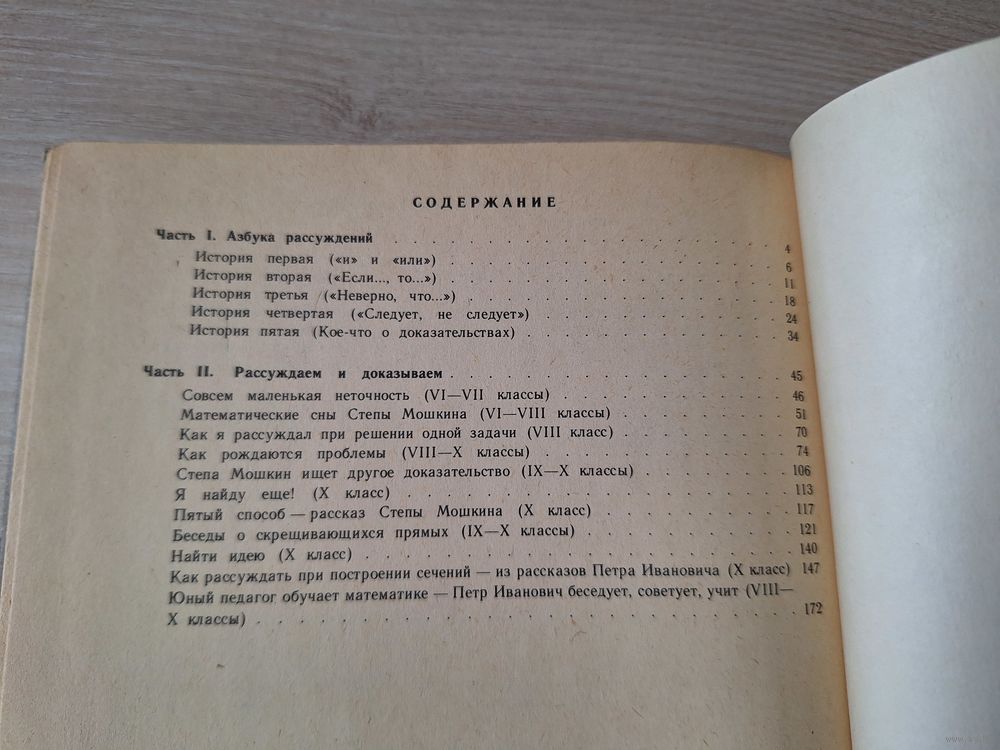 СОДЕРЖАНИЕ
Часть I. Азбука рассуждений . . . . . . . . . . . . . . . . . 4
История первая («и» и «или») . . . . . . . . . . . . . . . 6
История вторая («Если..., то...») . . . . . . . . . . . . . . . 11
История третья («Неверно, что...») . . . . . . . . . . . . . . 18
История четвертая («Следует, не следует») . . . . . . . . . . . 24
История пятая (Кое-что о доказательствах) . . . . . . . . . . . 34
Часть II. Рассуждаем и доказываем . . . . . . . . . . . . . . 45
Совсем маленькая неточность (VI—VII классы) . . . . . . . . . . 46
Математические сны Степы Мошкина (VI—VIII классы) . . . . . . . . 51
Как я рассуждал при решении одной задачи (VIII класс) . . . . . . . . 70
Как рождаются проблемы (VIII—X классы) . . . . . . . . . . . 74
Степа Мошкин ищет другое доказательство (IX—X классы) . . . . . . 106
Я найду еще! (X класс) . . . . . . . . . . . . . . . . 113
Пятый способ — рассказ Степы Мошкина (X класс) . . . . . . . . 117
Беседы о скрещивающихся прямых (IX—X классы) . . . . . . . . . 121
Найти идею (X класс) . . . . . . . . . . . . . . . . . 140
Как рассуждать при построении сечений — из рассказов Петра Ивановича (X класс) 147
Юный педагог обучает математике — Петр Иванович беседует, советует, учит (VIII—
X классы) . . . . . . . . . . . . . . . . . . . . . 172